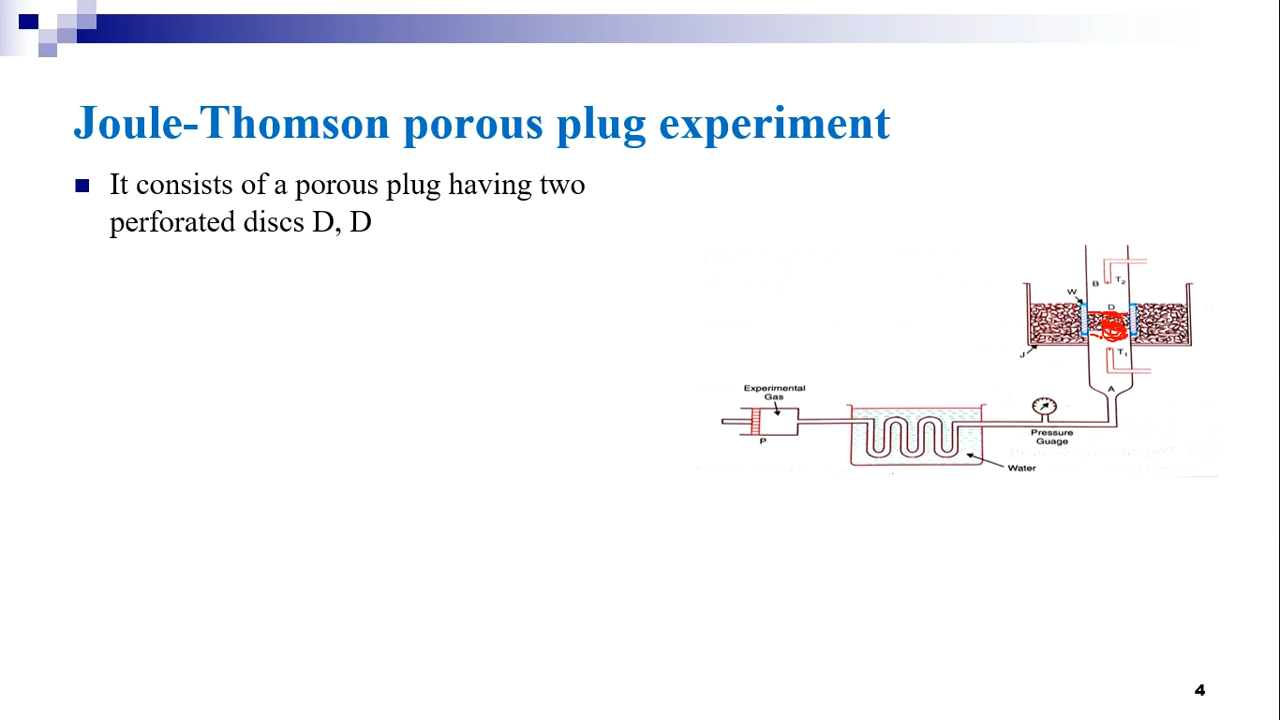 Joule-Thomson porous plug experiment
It consists of a porous plug having two
perforated discs D, D
B
T₂
W
D
J
T₁
A
Experimental
Gas
P
Pressure
Guage
Water
4